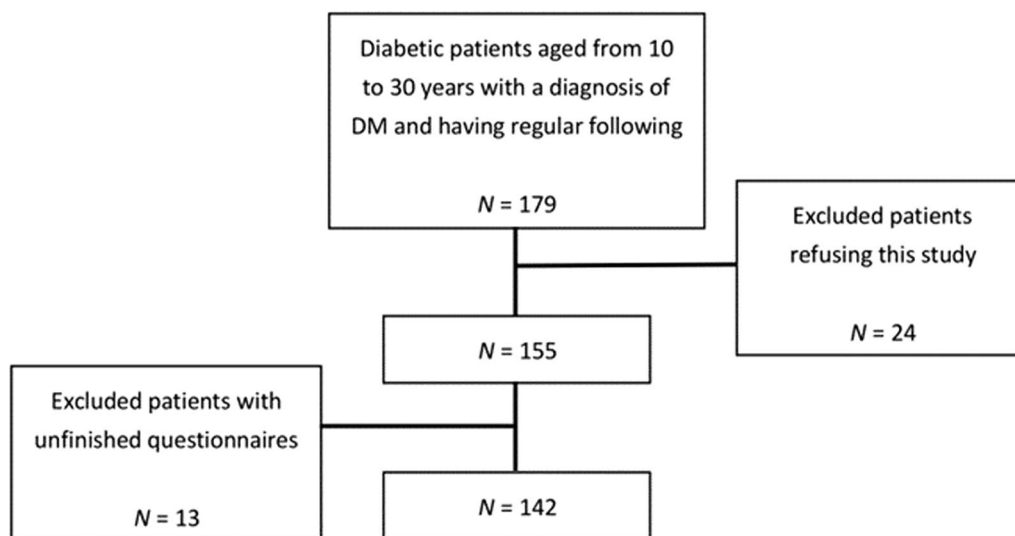 Diabetic patients aged from 10
to 30 years with a diagnosis of
DM and having regular following
N = 179
Excluded patients
refusing this study
N = 24
N = 155
Excluded patients with
unfinished questionnaires
N = 13
N = 142